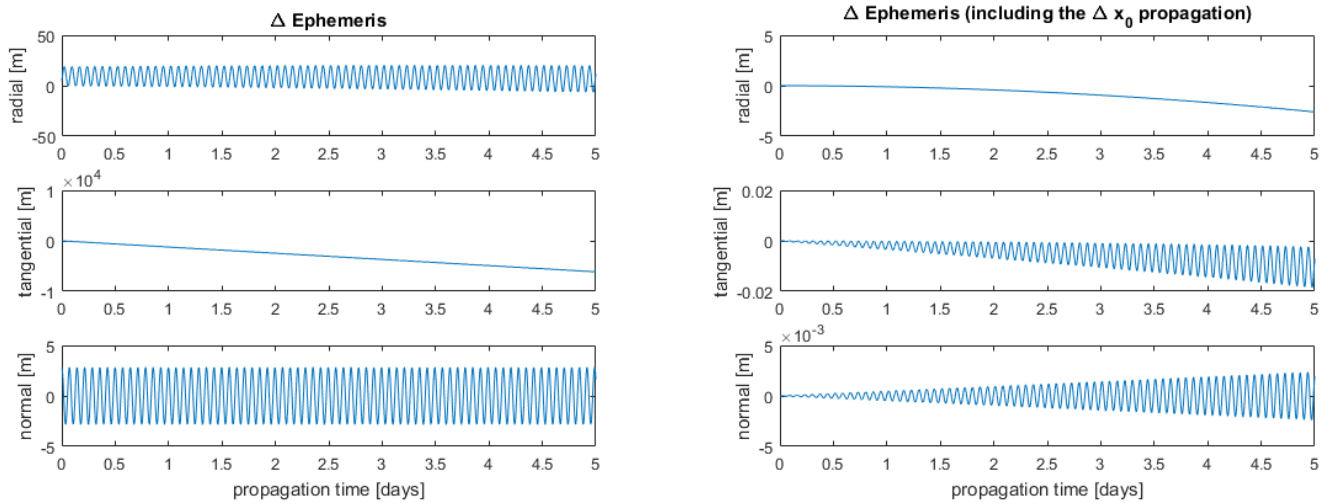 Δ Ephemeris
radial [m]
50
0
-50
0 0.5 1 1.5 2 2.5 3 3.5 4 4.5 5
×10^4
tangential [m]
1
0
-1
0 0.5 1 1.5 2 2.5 3 3.5 4 4.5 5
normal [m]
5
0
-5
0 0.5 1 1.5 2 2.5 3 3.5 4 4.5 5
propagation time [days]
Δ Ephemeris (including the Δ x_0 propagation)
radial [m]
5
0
-5
0 0.5 1 1.5 2 2.5 3 3.5 4 4.5 5
tangential [m]
0.02
0
-0.02
0 0.5 1 1.5 2 2.5 3 3.5 4 4.5 5
×10^-3
normal [m]
5
0
-5
0 0.5 1 1.5 2 2.5 3 3.5 4 4.5 5
propagation time [days]